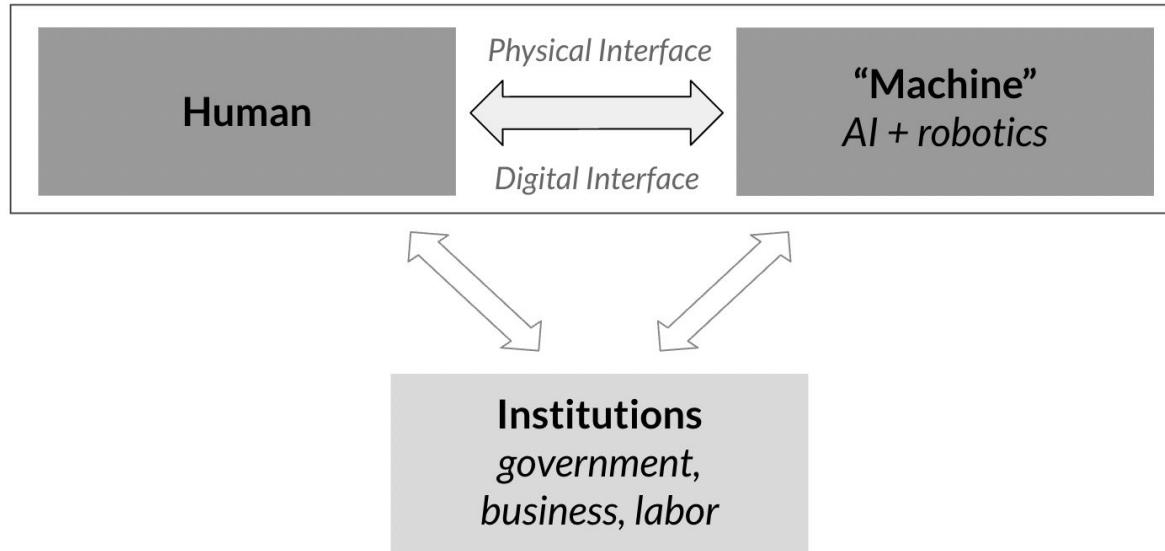 Human
Physical Interface
Digital Interface
“Machine”
AI + robotics
Institutions
government,
business, labor